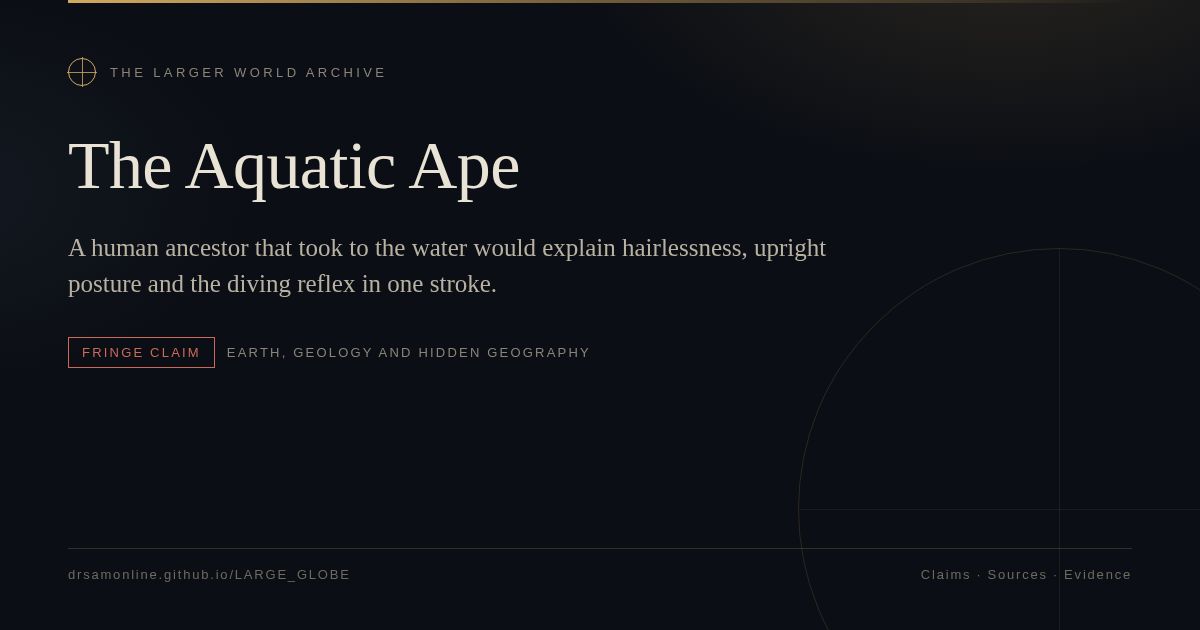 THE LARGER WORLD ARCHIVE
The Aquatic Ape
A human ancestor that took to the water would explain hairlessness, upright
posture and the diving reflex in one stroke.
FRINGE CLAIM EARTH, GEOLOGY AND HIDDEN GEOGRAPHY
drsamonline.github.io/LARGE_GLOBE Claims · Sources · Evidence